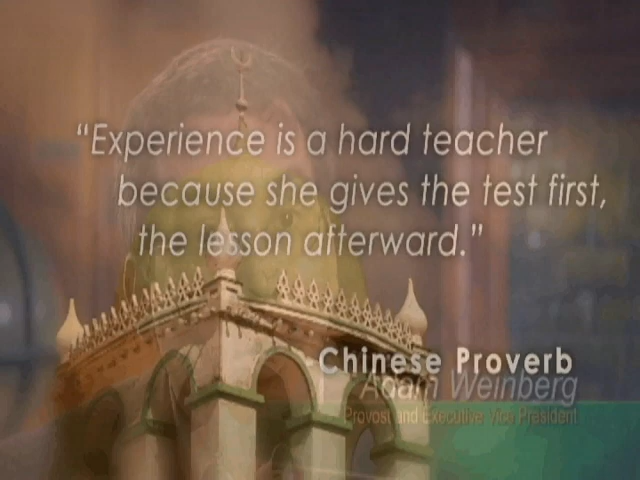 “Experience is a hard teacher
because she gives the test first,
the lesson afterward.”
Chinese Proverb
Adam Weinberg
Provost and Executive Vice President